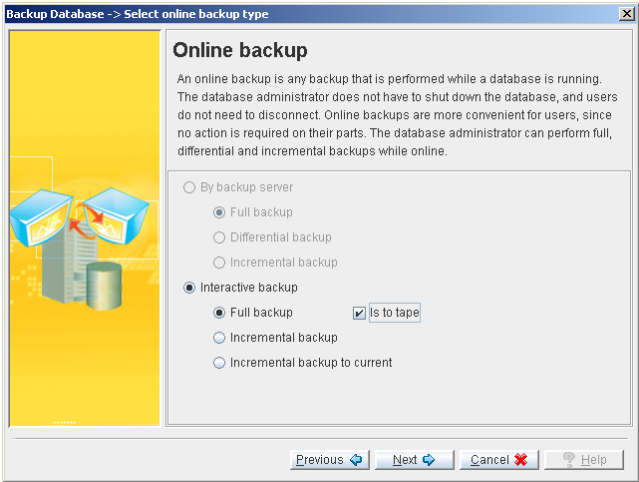 Backup Database -> Select online backup type
Online backup
An online backup is any backup that is performed while a database is running.
The database administrator does not have to shut down the database, and users
do not need to disconnect. Online backups are more convenient for users, since
no action is required on their parts. The database administrator can perform full,
differential and incremental backups while online.
By backup server
Full backup
Differential backup
Incremental backup
Interactive backup
Full backup Is to tape
Incremental backup
Incremental backup to current
Previous Next Cancel Help